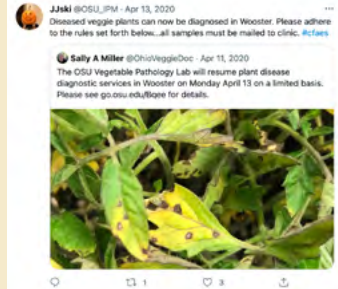 JJski @OSU_IPM · Apr 13, 2020
Diseased veggie plants can now be diagnosed in Wooster. Please adhere
to the rules set forth below...all samples must be mailed to clinic. #cfaes
Sally A Miller @OhioVeggieDoc · Apr 11, 2020
The OSU Vegetable Pathology Lab will resume plant disease
diagnostic services in Wooster on Monday April 13 on a limited basis.
Please see go.osu.edu/Bqee for details.
1
3